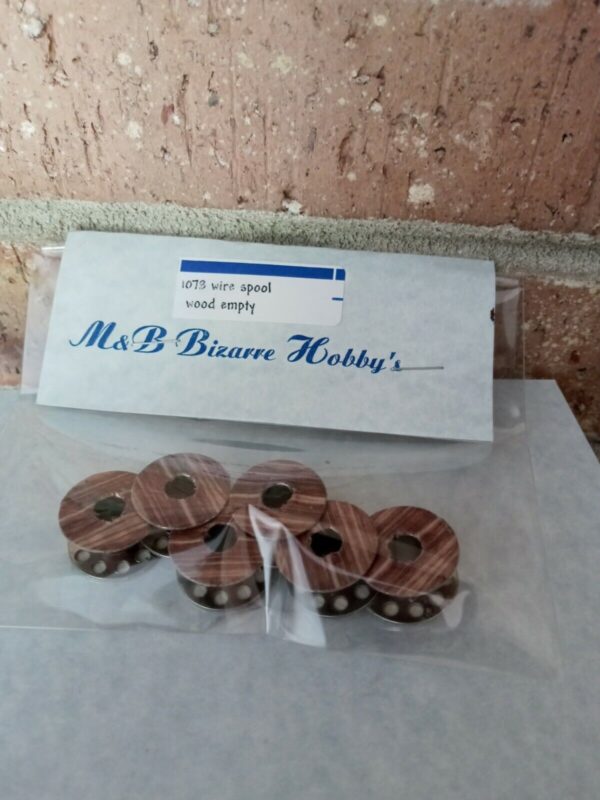 1073 wire spool
wood empty
M&B Bizarre Hobby's